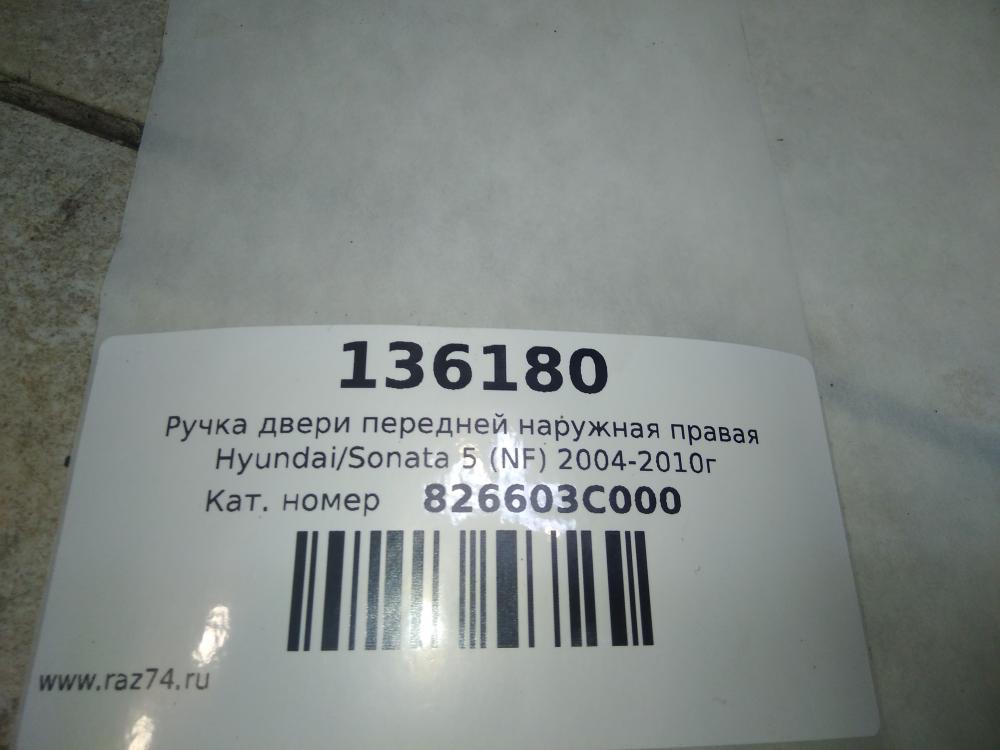 136180
Ручка двери передней наружная правая
Hyundai/Sonata 5 (NF) 2004-2010г
Кат. номер 826603C000
www.raz74.ru